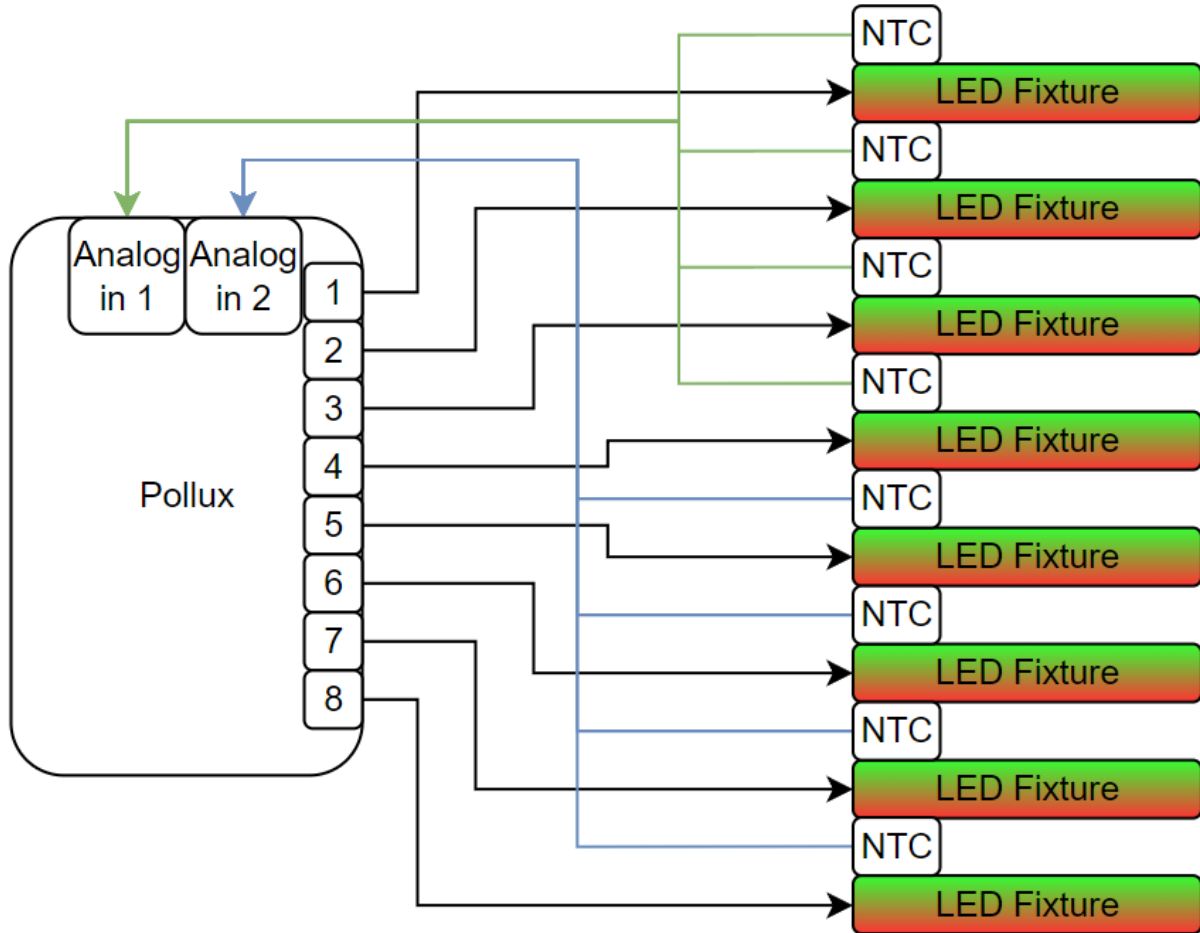 NTC
LED Fixture
NTC
LED Fixture
NTC
LED Fixture
NTC
LED Fixture
NTC
LED Fixture
NTC
LED Fixture
NTC
LED Fixture
NTC
LED Fixture
Analog
in 1
Analog
in 2
1
2
3
4
5
6
7
8
Pollux